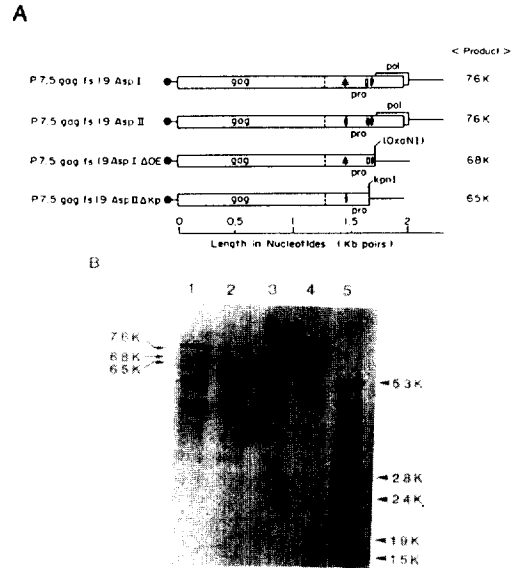 A
< Product >
pol
P7.5 gag fs 19 Asp I gag 76K
pro
pol
P7.5 gag fs 19 Asp II gag 76K
pro
(OxaNI)
P7.5 gag fs 19 Asp I ΔOE gag 68K
pro
kpnI
P7.5 gag fs 19 Asp II Δkp gag 65K
pro
0 0.5 1 1.5 2
Length in Nucleotides (Kb pairs)
B
1 2 3 4 5
76K
68K
65K
53K
28K
24K
19K
15K